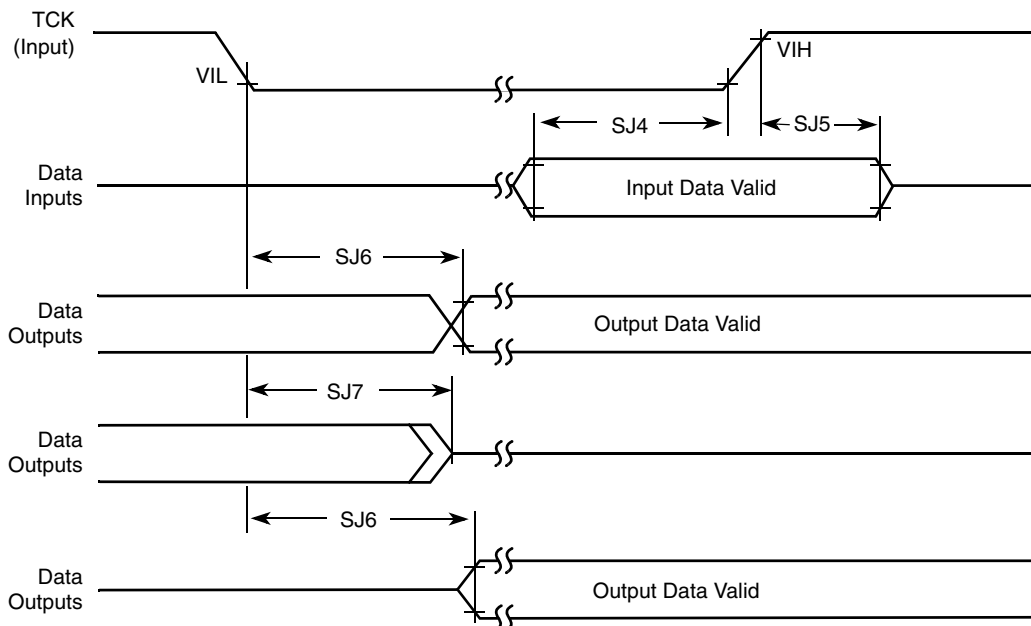 TCK
(Input)
VIL
VIH
SJ4
SJ5
Data
Inputs
Input Data Valid
SJ6
Data
Outputs
Output Data Valid
SJ7
Data
Outputs
SJ6
Data
Outputs
Output Data Valid